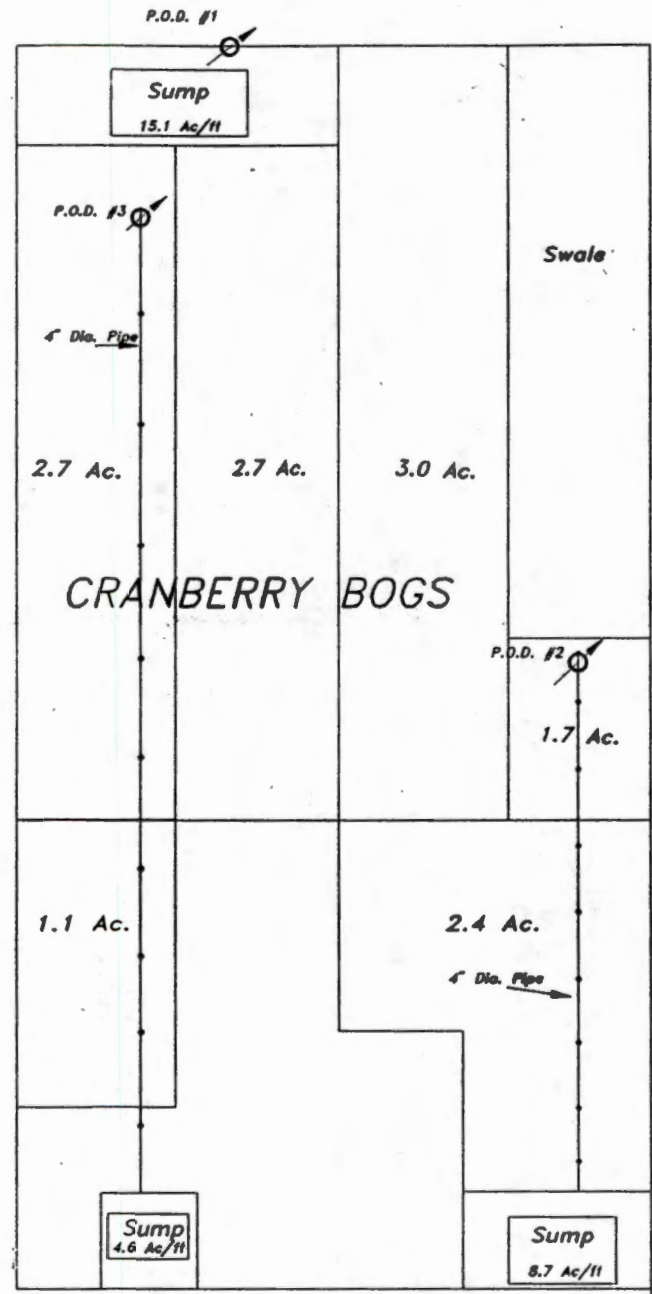 P.O.D. #1
Sump
15.1 Ac/ft
P.O.D. #3
Swale
4" Dia. Pipe
2.7 Ac.
2.7 Ac.
3.0 Ac.
CRANBERRY BOGS
P.O.D. #2
1.7 Ac.
1.1 Ac.
2.4 Ac.
4" Dia. Pipe
Sump
4.6 Ac/ft
Sump
8.7 Ac/ft